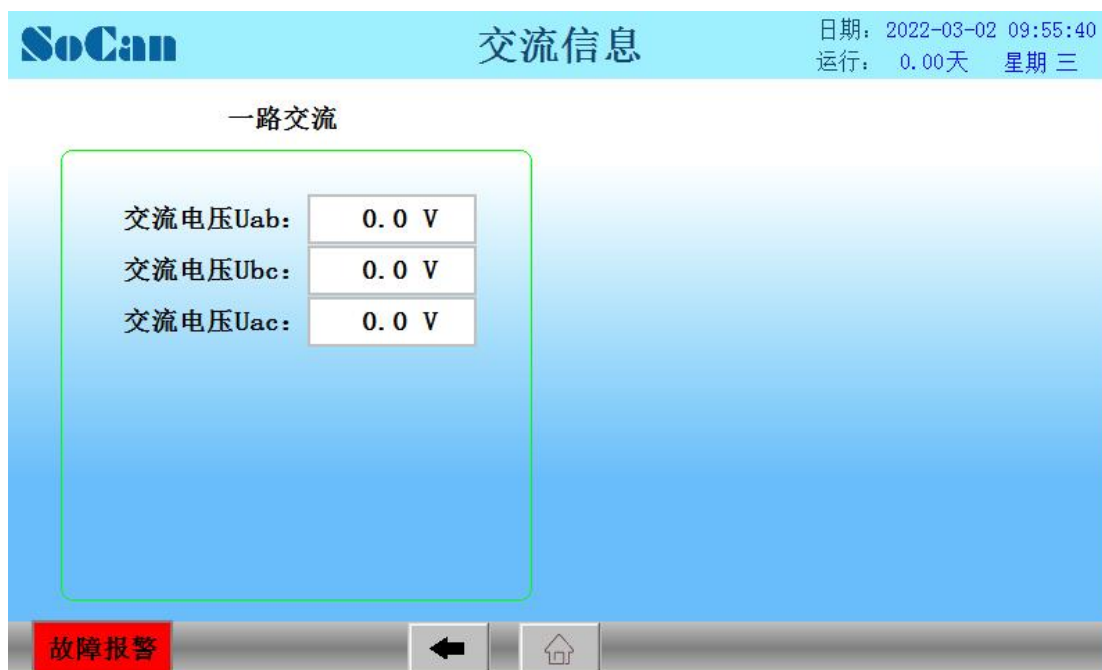 SoCan
交流信息
日期: 2022-03-02 09:55:40
运行: 0.00天 星期 三
一路交流
交流电压Uab: 0.0 V
交流电压Ubc: 0.0 V
交流电压Uac: 0.0 V
故障报警